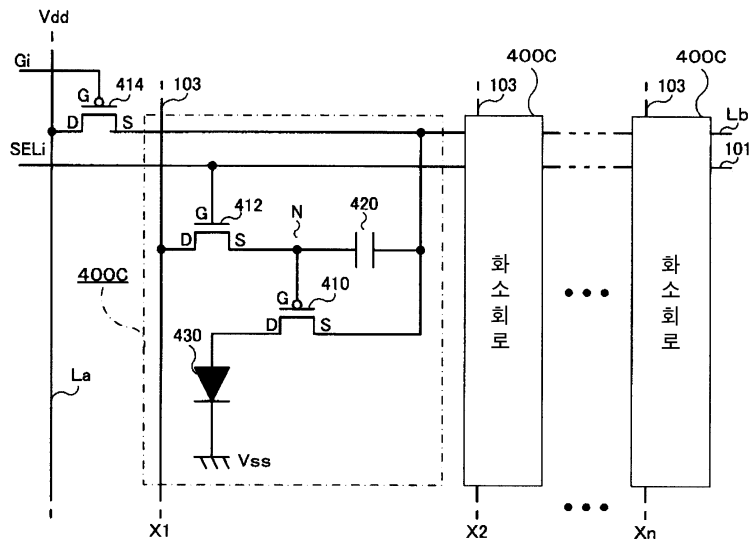 Vdd
Gi
G
414
D
S
103
400C
103
400C
103
Lb
SELi
101
G
412
N
420
D
S
400C
G
410
D
S
430
La
Vss
화소회로
화소회로
X1
X2
Xn